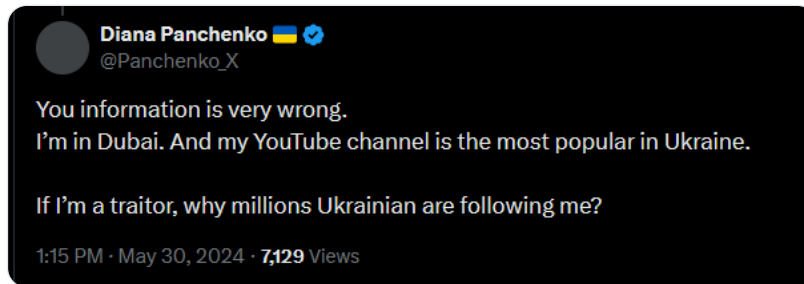 Diana Panchenko 🇺🇦
@Panchenko_X
You information is very wrong.
I’m in Dubai. And my YouTube channel is the most popular in Ukraine.
If I’m a traitor, why millions Ukrainian are following me?
1:15 PM · May 30, 2024 · 7,129 Views